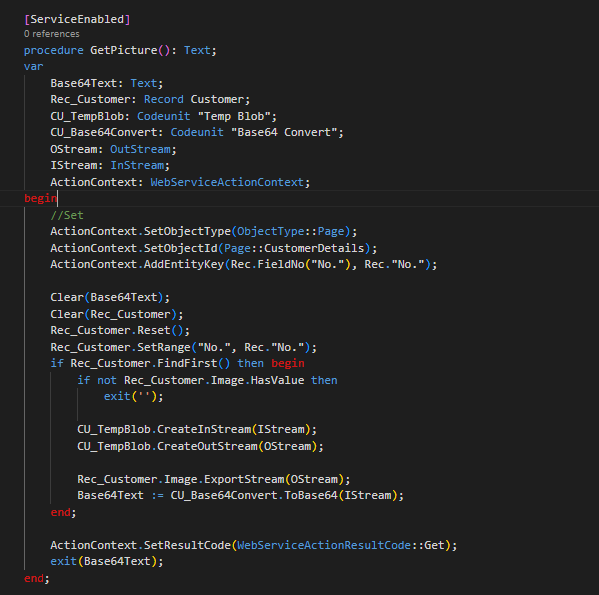 [ServiceEnabled]
0 references
procedure GetPicture(): Text;
var
Base64Text: Text;
Rec_Customer: Record Customer;
CU_TempBlob: Codeunit "Temp Blob";
CU_Base64Convert: Codeunit "Base64 Convert";
OStream: OutStream;
IStream: InStream;
ActionContext: WebServiceActionContext;
begin
//Set
ActionContext.SetObjectType(ObjectType::Page);
ActionContext.SetObjectId(Page::CustomerDetails);
ActionContext.AddEntityKey(Rec.FieldNo("No."), Rec."No.");
Clear(Base64Text);
Clear(Rec_Customer);
Rec_Customer.Reset();
Rec_Customer.SetRange("No.", Rec."No.");
if Rec_Customer.FindFirst() then begin
if not Rec_Customer.Image.HasValue then
exit('');
CU_TempBlob.CreateInStream(IStream);
CU_TempBlob.CreateOutStream(OStream);
Rec_Customer.Image.ExportStream(OStream);
Base64Text := CU_Base64Convert.ToBase64(IStream);
end;
ActionContext.SetResultCode(WebServiceActionResultCode::Get);
exit(Base64Text);
end;